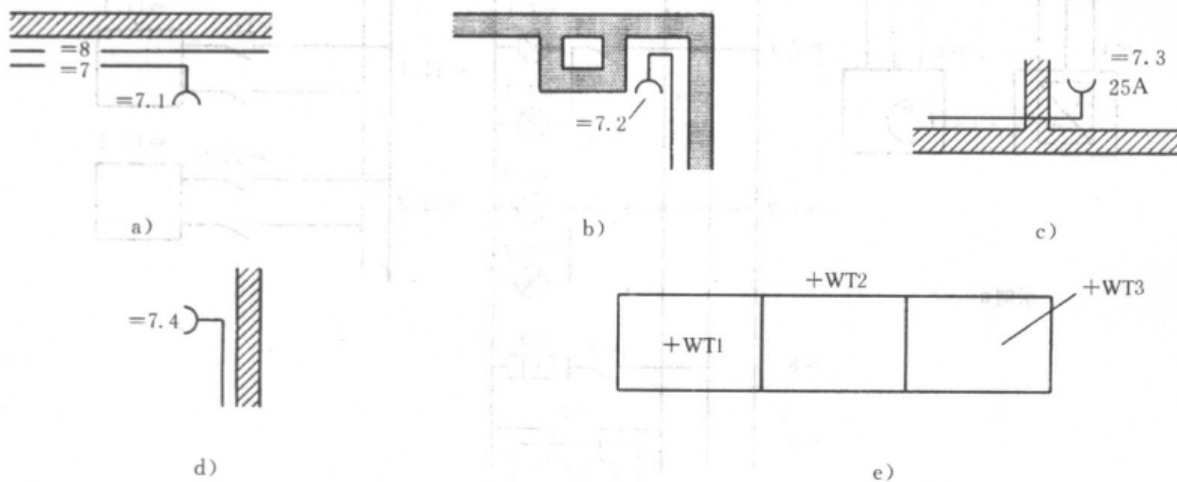 =8
=7
=7.1
a)
=7.2
b)
=7.3
25A
c)
=7.4
d)
+WT2
+WT3
+WT1
e)